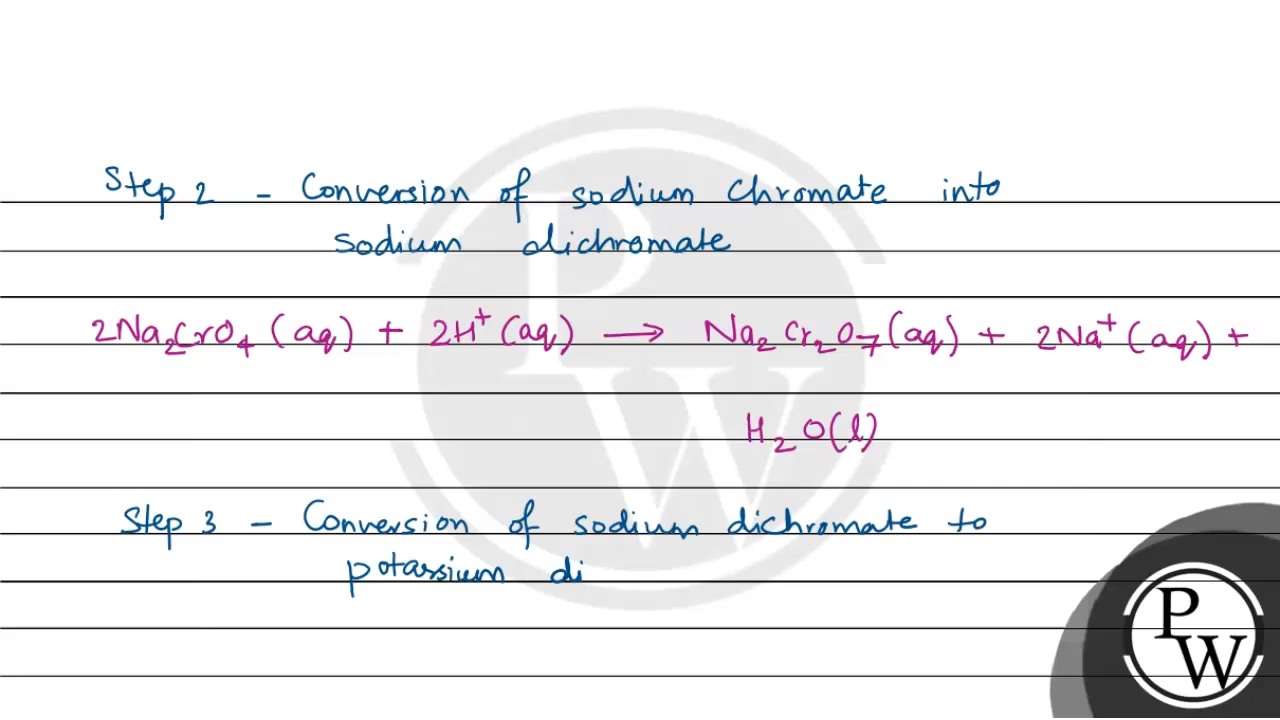 Step 2 - Conversion of sodium chromate into
sodium dichromate
2Na₂CrO₄ (aq) + 2H⁺ (aq) ⟶ Na₂Cr₂O₇ (aq) + 2Na⁺ (aq) +
H₂O(l)
Step 3 - Conversion of sodium dichromate to
potassium di
P
W
P
W